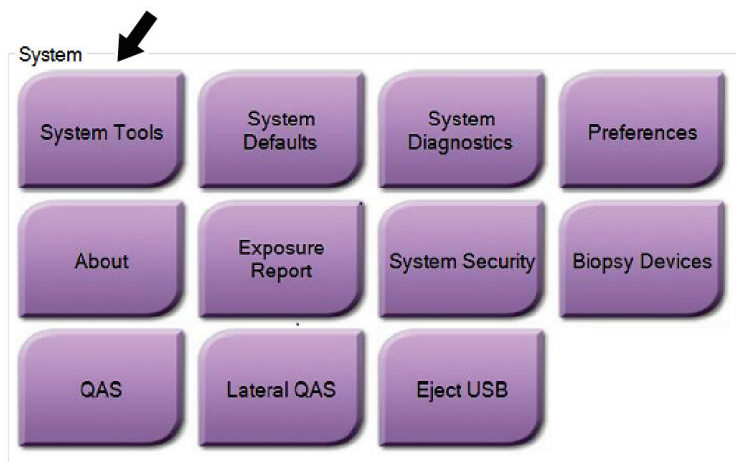 System
System Tools
System
Defaults
System
Diagnostics
Preferences
About
Exposure
Report
System Security
Biopsy Devices
QAS
Lateral QAS
Eject USB